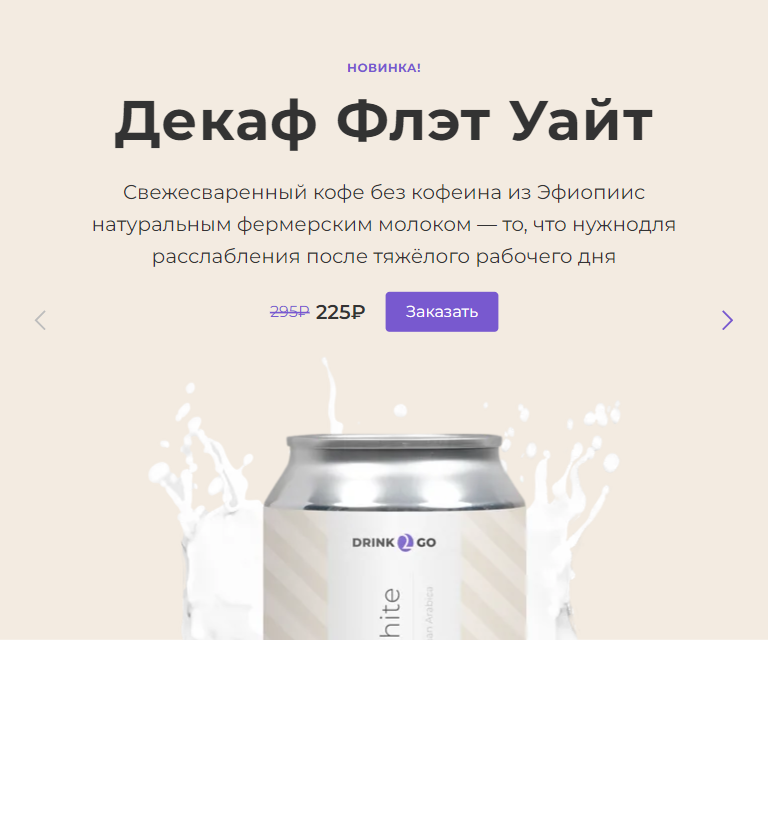 НОВИНКА!
Декаф Флэт Уайт
Свежесваренный кофе без кофеина из Эфиопиис
натуральным фермерским молоком — то, что нужнодля
расслабления после тяжёлого рабочего дня
295₽ 225₽ Заказать
DRINK 2 GO
hite
an Arabica